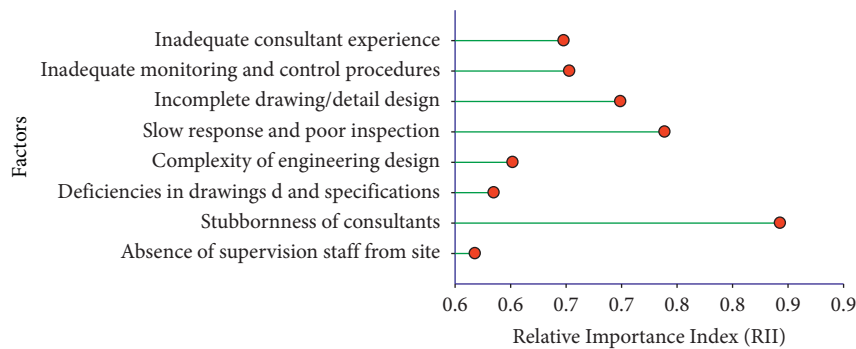 Factors
Inadequate consultant experience
Inadequate monitoring and control procedures
Incomplete drawing/detail design
Slow response and poor inspection
Complexity of engineering design
Deficiencies in drawings d and specifications
Stubbornness of consultants
Absence of supervision staff from site
0.6 0.6 0.7 0.7 0.8 0.8 0.9 0.9
Relative Importance Index (RII)